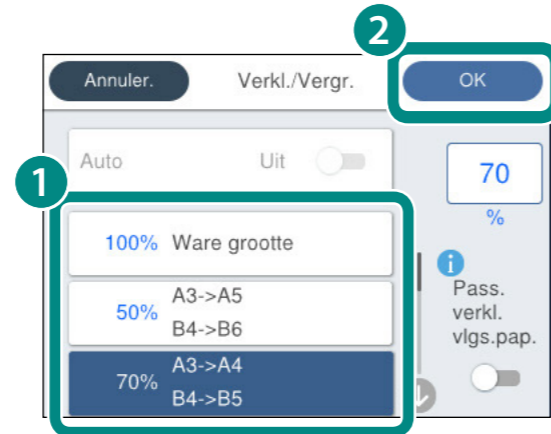 2
Annuler.
Verkl./Vergr.
OK
Auto
Uit
1
70
%
100% Ware grootte
50%
A3->A5
B4->B6
70%
A3->A4
B4->B5
i
Pass.
verkl.
vlgs.pap.